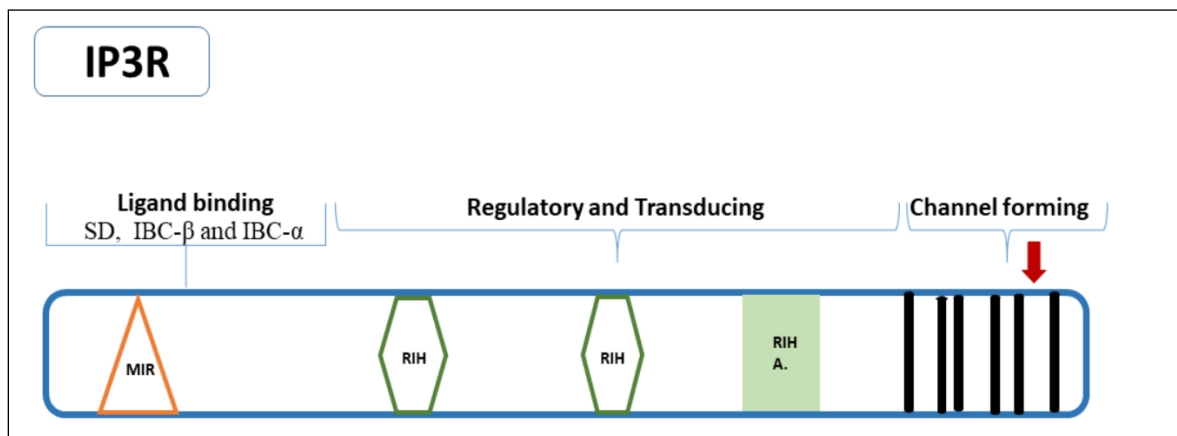 IP3R
Ligand binding
SD, IBC-β and IBC-α
Regulatory and Transducing
Channel forming
MIR
RIH
RIH
RIH
A.